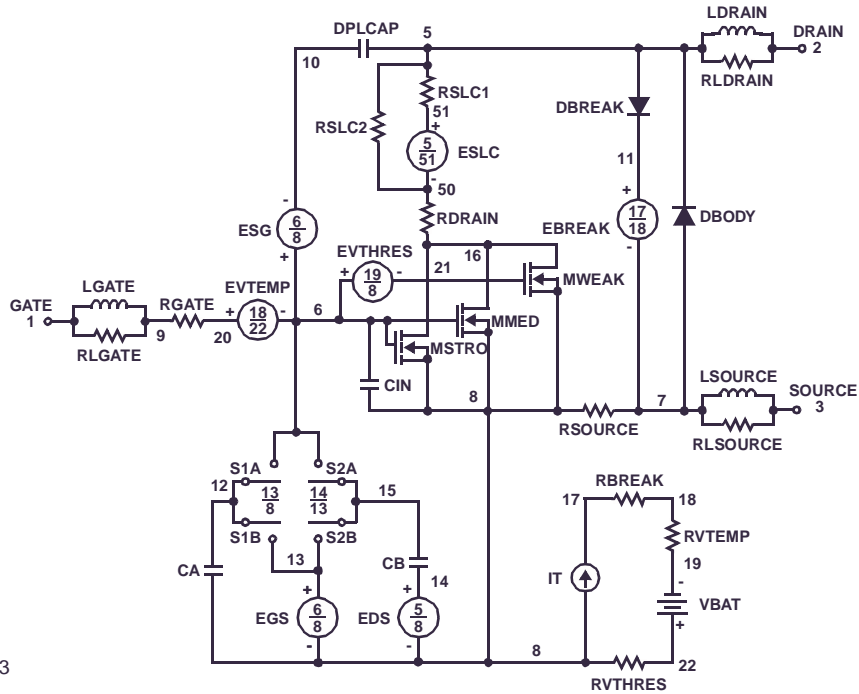 LDRAIN
DPLCAP 5 DRAIN
10 2
RLDRAIN
RSLC1
DBREAK
51
RSLC2 +
5
51
ESLC
11
-
50
-
+
RDRAIN
6
8
ESG
17
18
EBREAK
DBODY
+
EVTHRES
16
-
+
19
8
-
21
MWEAK
LGATE
EVTEMP
GATE
1
RGATE
+
18
22
-
6
MMED
9
20
RLGATE
MSTRO
CIN
LSOURCE
8
7
SOURCE
3
RSOURCE
RLSOURCE
S1A
S2A
12
13
8
14
13
15
RBREAK
17
18
S1B
S2B
RVTEMP
13
CB
19
CA
14
IT
-
+
+
VBAT
EGS
6
8
EDS
5
8
+
-
-
8
22
RVTHRES
3